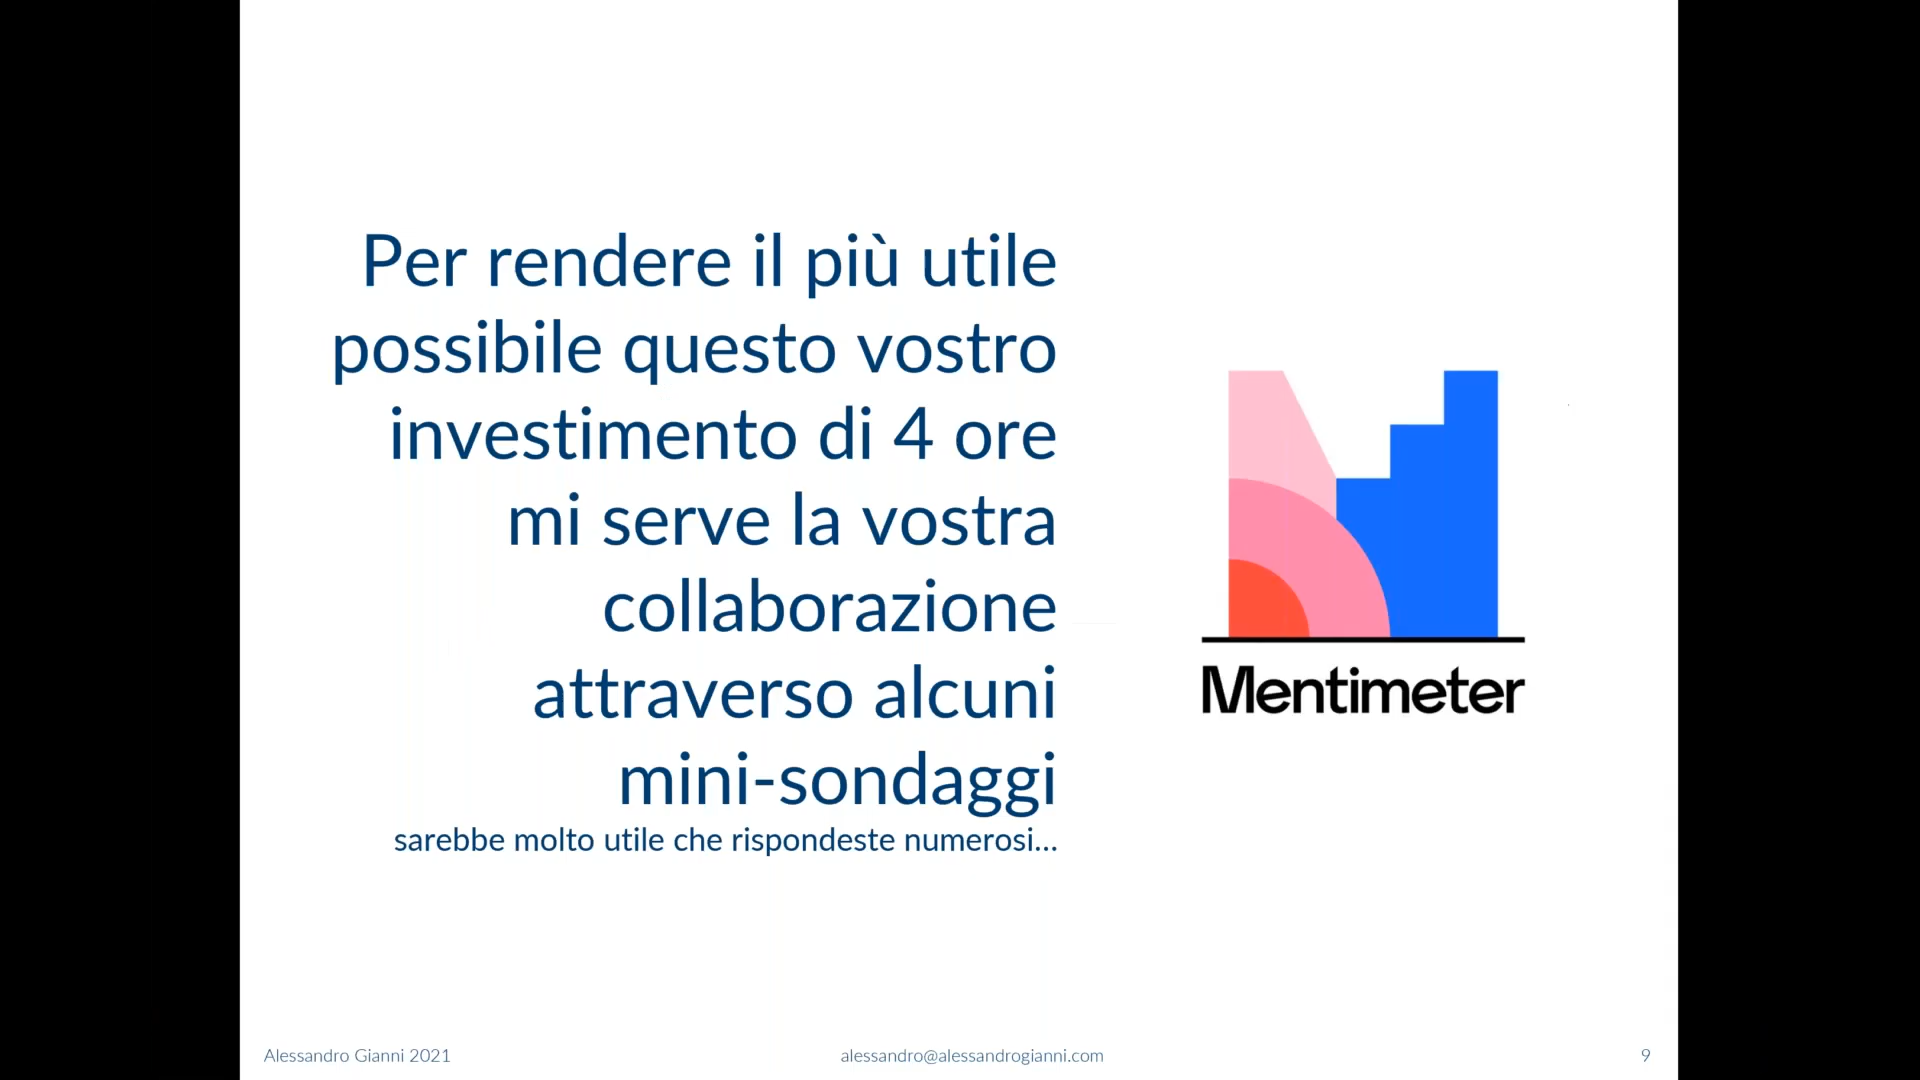 Per rendere il più utile
possibile questo vostro
investimento di 4 ore
mi serve la vostra
collaborazione
attraverso alcuni
mini-sondaggi
sarebbe molto utile che rispondeste numerosi...
Mentimeter
Alessandro Gianni 2021
alessandro@alessandrogianni.com
9